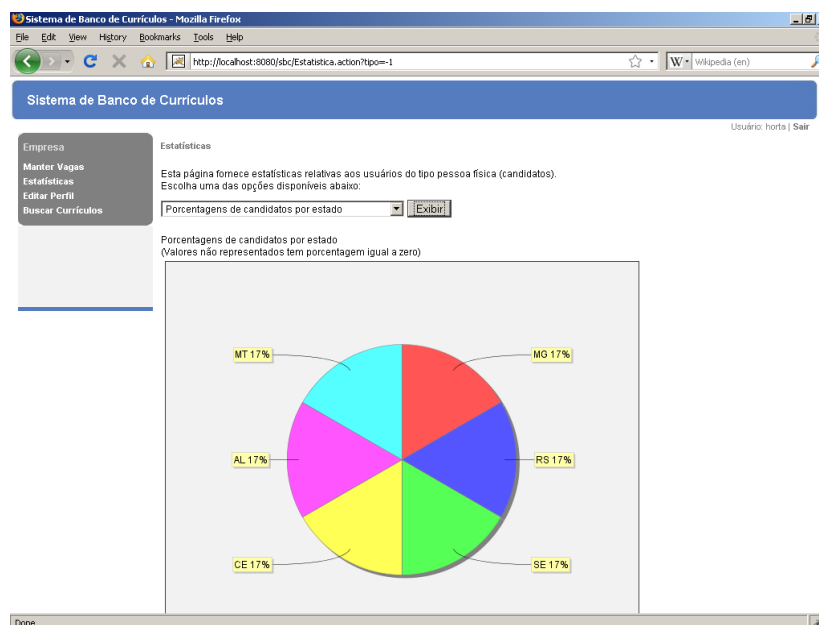 Sistema de Banco de Currículos - Mozilla Firefox
File Edit View History Bookmarks Tools Help
http://localhost:8080/sbc/Estatistica.action?tipo=-1
W Wikipedia (en)
Sistema de Banco de Currículos
Usuário: horta | Sair
Empresa
Manter Vagas
Estatísticas
Editar Perfil
Buscar Currículos
Estatísticas
Esta página fornece estatísticas relativas aos usuários do tipo pessoa física (candidatos).
Escolha uma das opções disponíveis abaixo:
Porcentagens de candidatos por estado Exibir
Porcentagens de candidatos por estado
(Valores não representados tem porcentagem igual a zero)
MT 17% MG 17%
AL 17% RS 17%
CE 17% SE 17%
Done